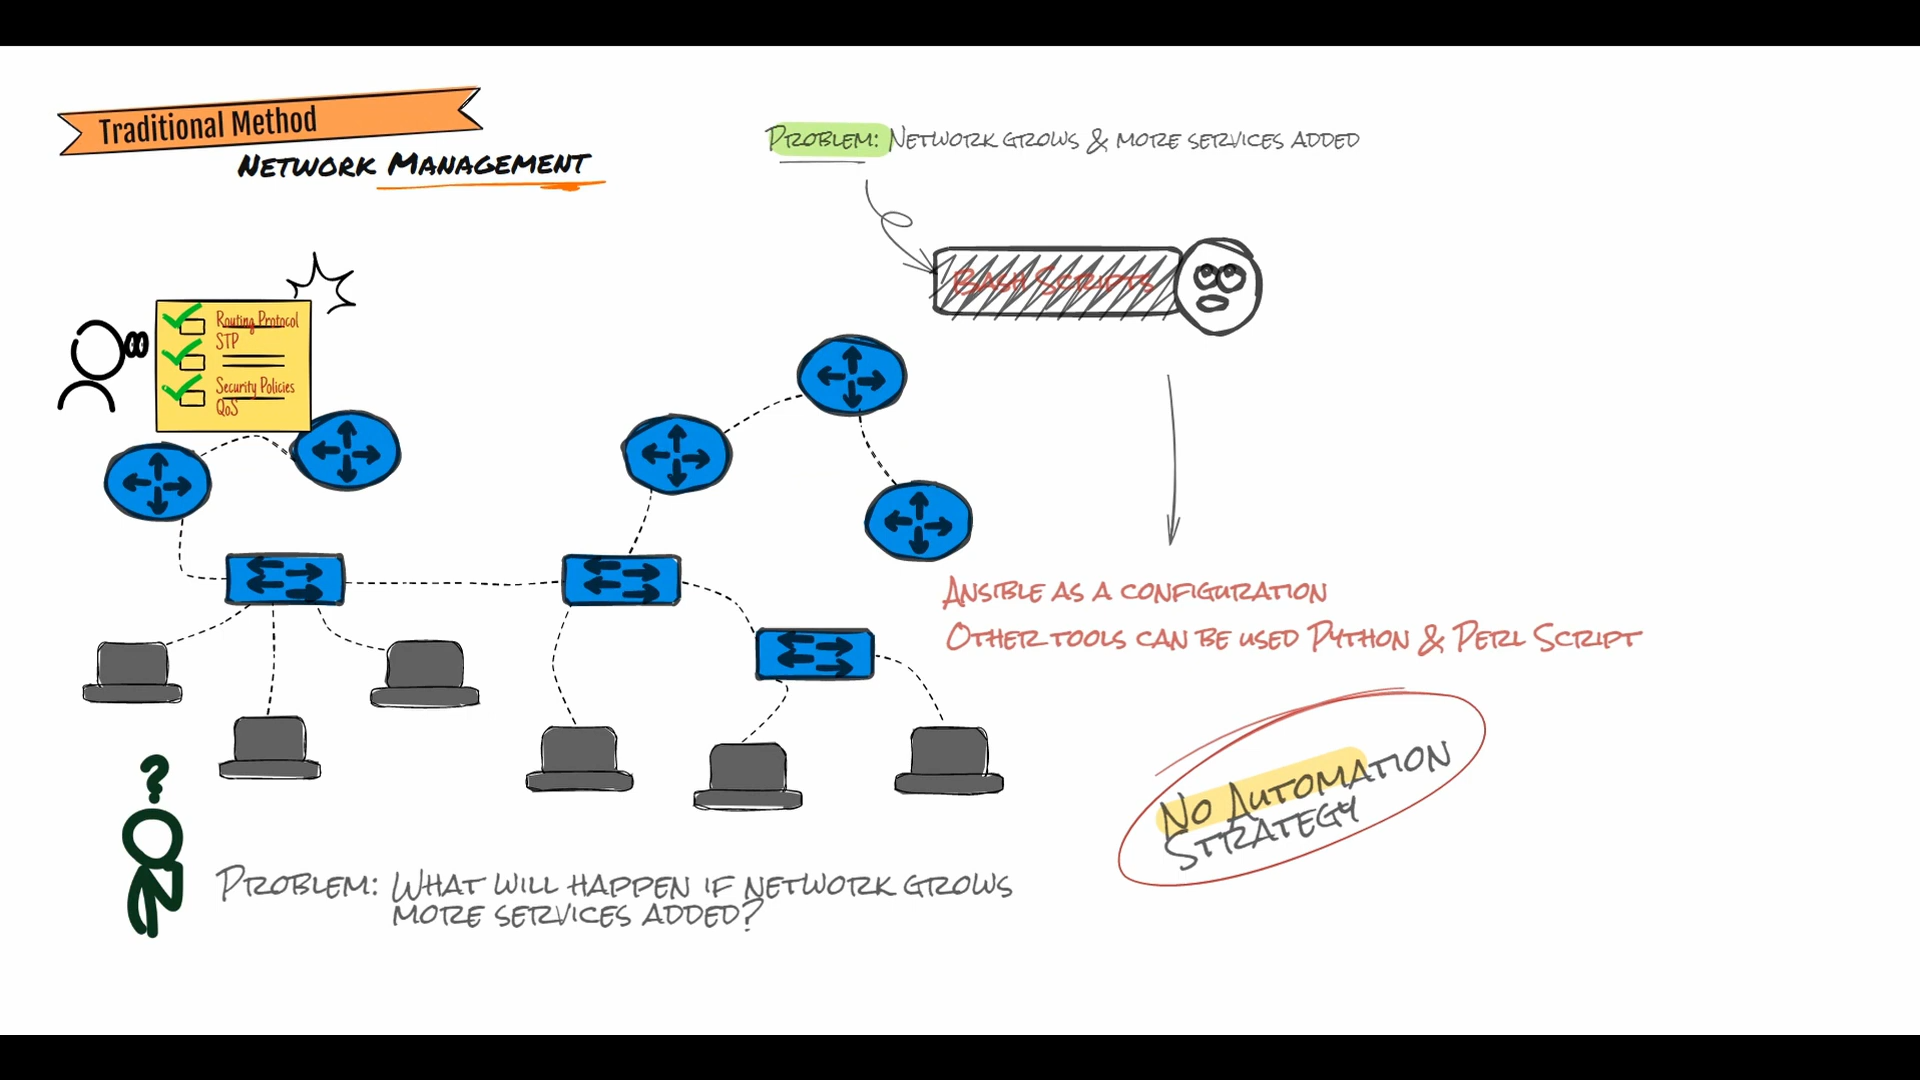 Traditional Method
Network Management
Problem: Network grows & more services added
Bash Scripts
Routing Protocol
STP
Security Policies
QoS
Ansible as a configuration
Other tools can be used Python & Perl Script
No Automation
Strategy
?
Problem: What will happen if network grows
more services added?